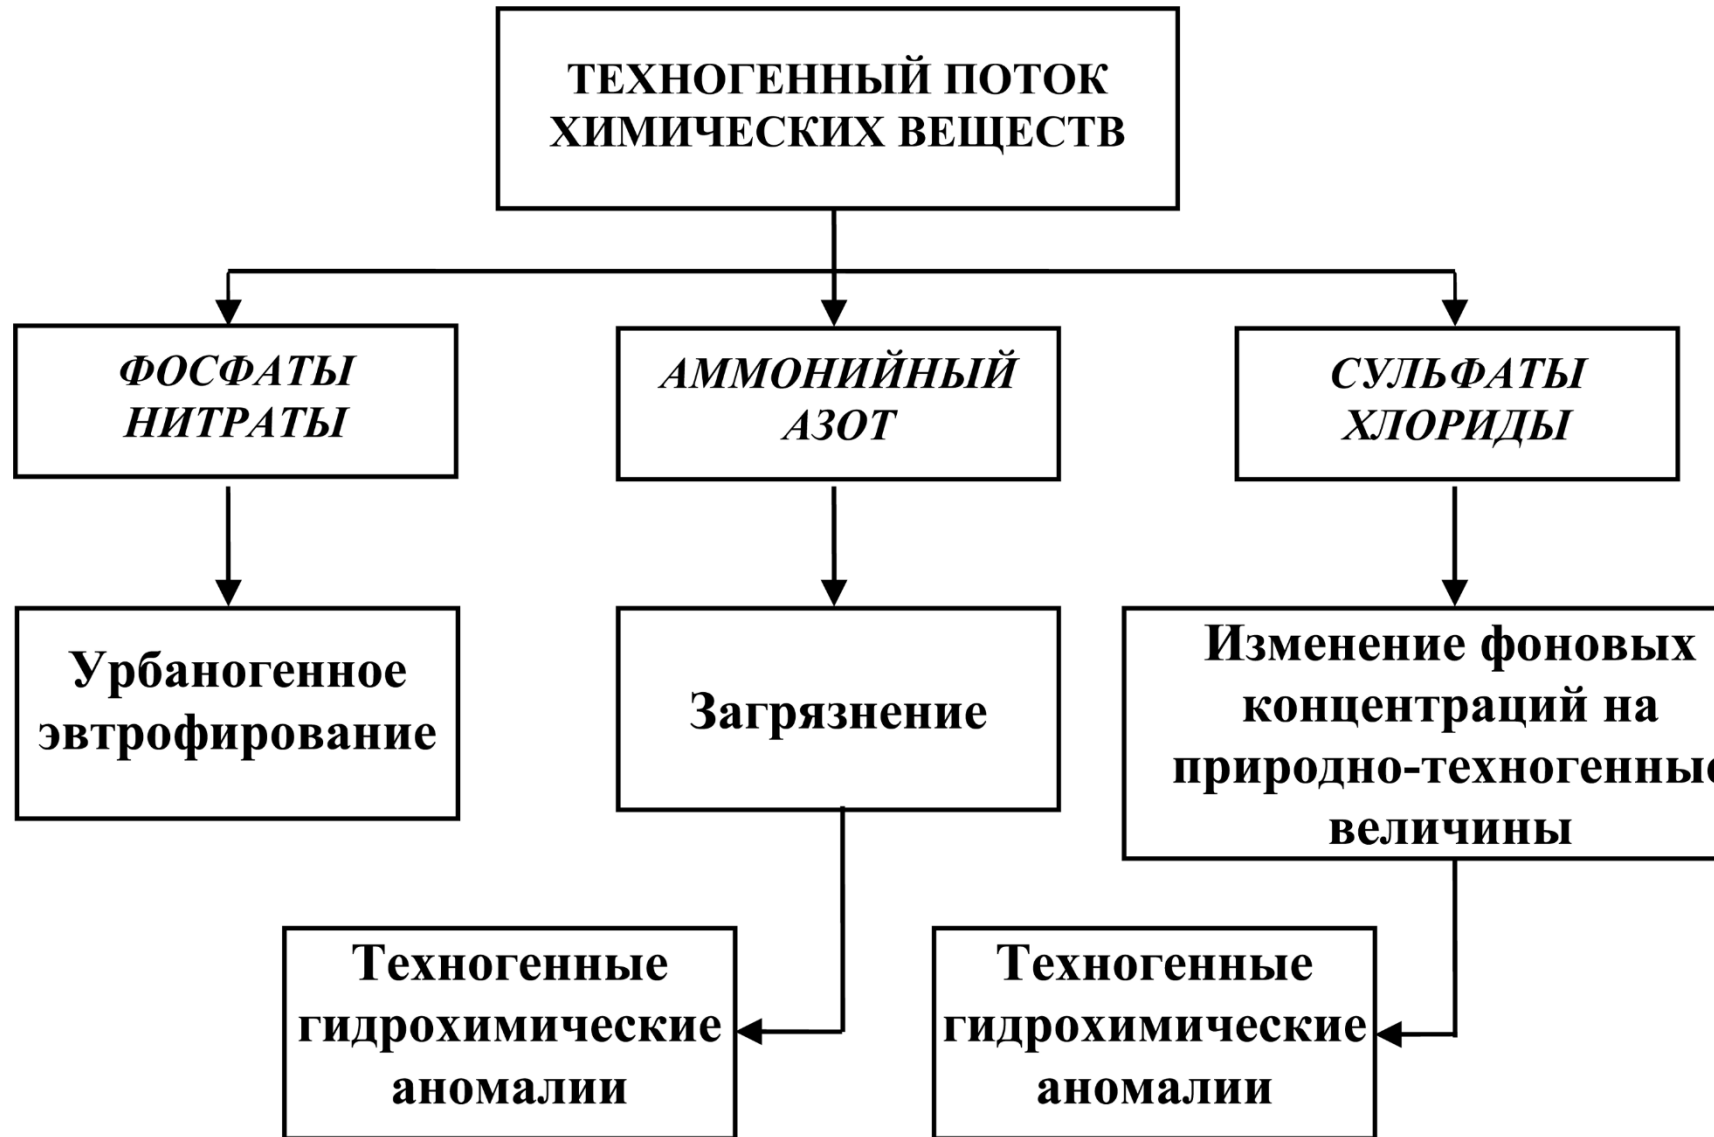 ТЕХНОГЕННЫЙ ПОТОК
ХИМИЧЕСКИХ ВЕЩЕСТВ
ФОСФАТЫ
НИТРАТЫ
АММОНИЙНЫЙ
АЗОТ
СУЛЬФАТЫ
ХЛОРИДЫ
Урбаногенное
эвтрофирование
Загрязнение
Изменение фоновых
концентраций на
природно-техногенные
величины
Техногенные
гидрохимические
аномалии
Техногенные
гидрохимические
аномалии